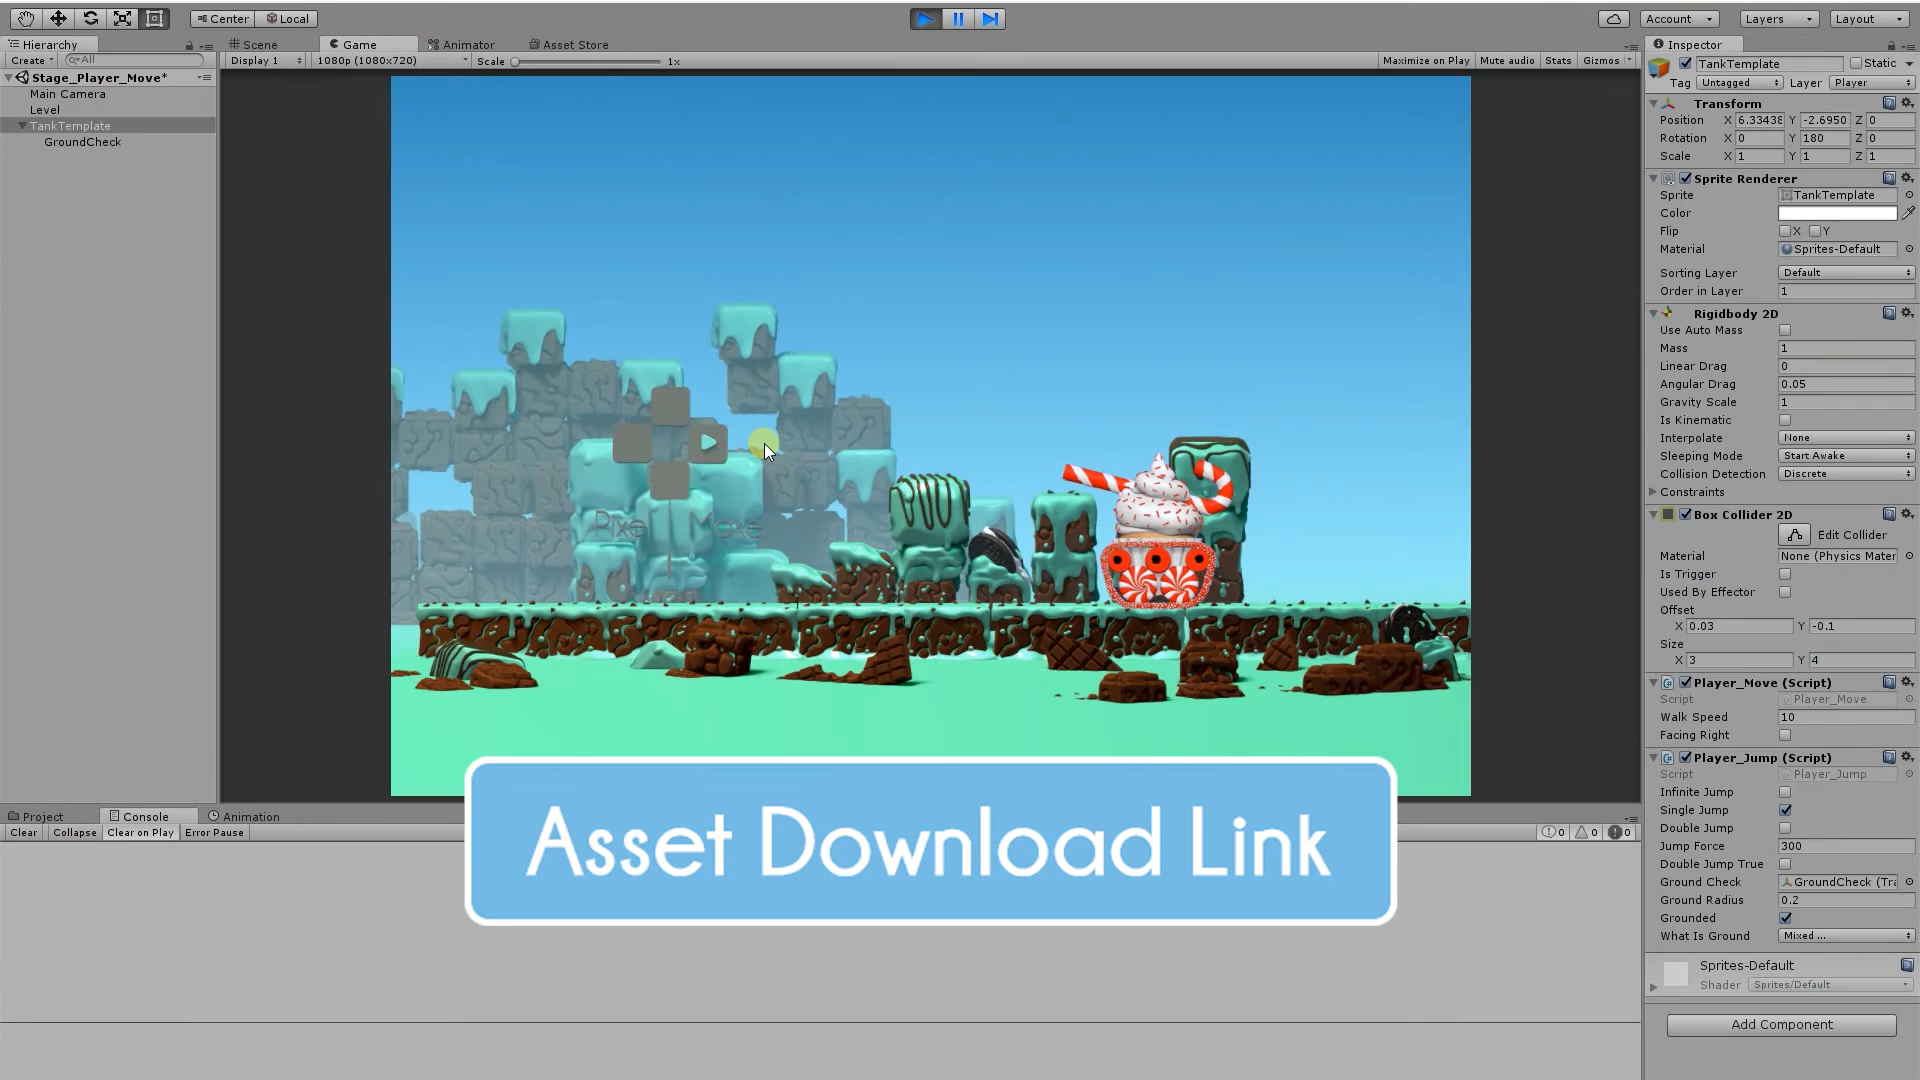 Center
Local
Account
Layers
Layout
Hierarchy
Scene
Game
Animator
Asset Store
Inspector
Create
All
Display 1
1080p (1080x720)
Scale
1x
Maximize on Play
Mute audio
Stats
Gizmos
TankTemplate
Static
Stage_Player_Move*
Tag
Untagged
Layer
Player
Main Camera
Level
TankTemplate
GroundCheck
Transform
Position
X
6.33438
Y
-2.6950
Z
0
Rotation
X
0
Y
180
Z
0
Scale
X
1
Y
1
Z
1
Sprite Renderer
Sprite
TankTemplate
Color
Flip
X
Y
Material
Sprites-Default
Sorting Layer
Default
Order in Layer
1
Rigidbody 2D
Use Auto Mass
Mass
1
Linear Drag
0
Angular Drag
0.05
Gravity Scale
1
Is Kinematic
Interpolate
None
Sleeping Mode
Start Awake
Collision Detection
Discrete
Constraints
Box Collider 2D
Edit Collider
Material
None (Physics Mater
Is Trigger
Used By Effector
Offset
X
0.03
Y
-0.1
Size
X
3
Y
4
Player_Move (Script)
Script
Player_Move
Walk Speed
10
Facing Right
Player_Jump (Script)
Script
Player_Jump
Infinite Jump
Single Jump
Double Jump
Jump Force
300
Double Jump True
Ground Check
GroundCheck (Tra
Ground Radius
0.2
Grounded
What Is Ground
Mixed ...
Sprites-Default
Shader
Sprites/Default
Add Component
Project
Console
Animation
Clear
Collapse
Clear on Play
Error Pause
0
0
0
Asset Download Link